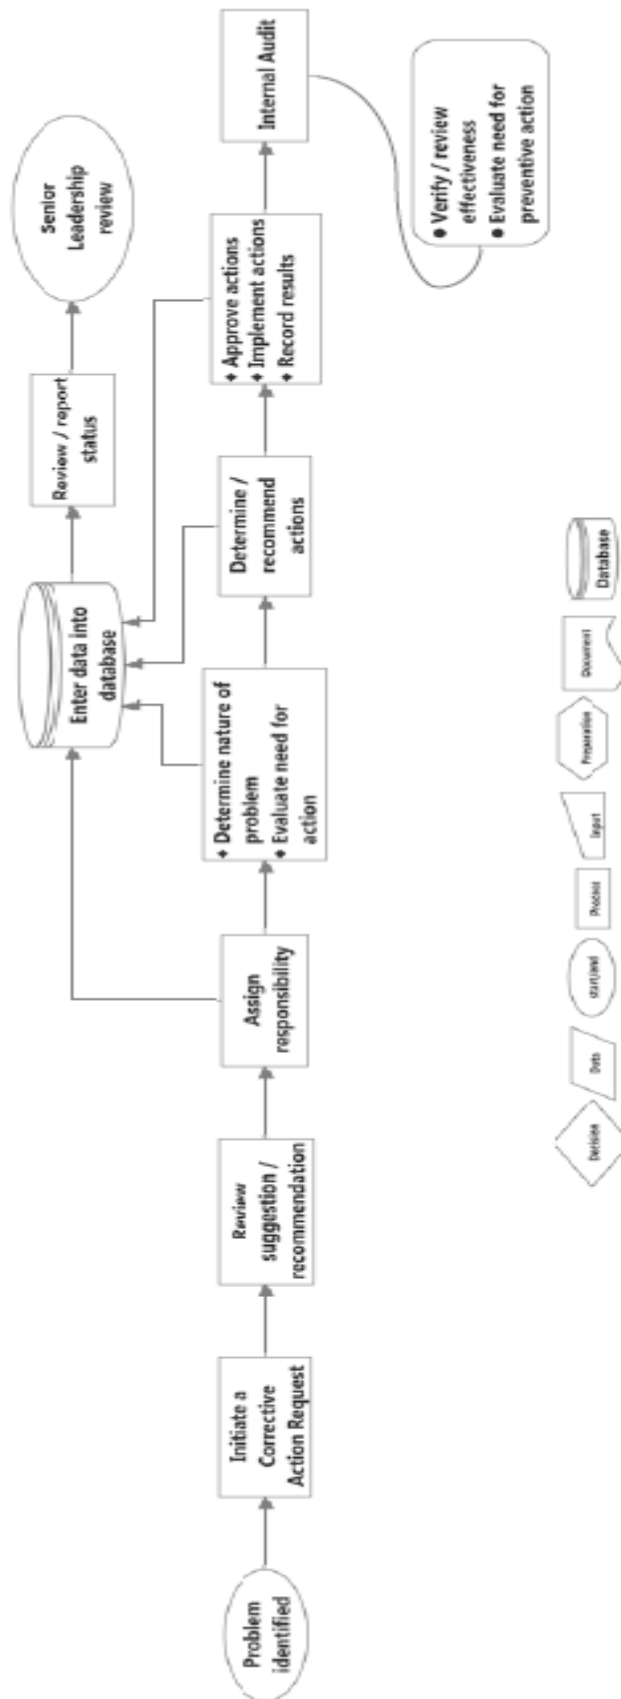 Problem
identified
Initiate a
Corrective
Action Request
Review
suggestion /
recommendation
Assign
responsibility
♦ Determine nature of
problem
♦ Evaluate need for
action
Determine /
recommend
actions
♦ Approve actions
♦ Implement actions
♦ Record results
Internal Audit
● Verify / review
effectiveness
● Evaluate need for
preventive action
Enter data into
database
Review / report
status
Senior
Leadership
review
Decision
Data
start/end
Process
Input
Preparation
Document
Database